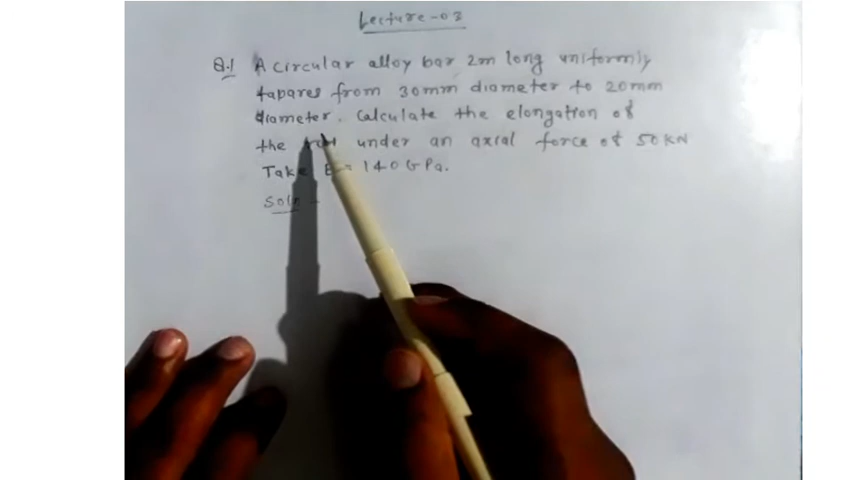 Lecture-03
Q.1 A circular alloy bar 2m long uniformly
tapares from 30mm diameter to 20mm
diameter. Calculate the elongation of
the under an axial force of 50KN
Take E = 140 GPa.
Soln -